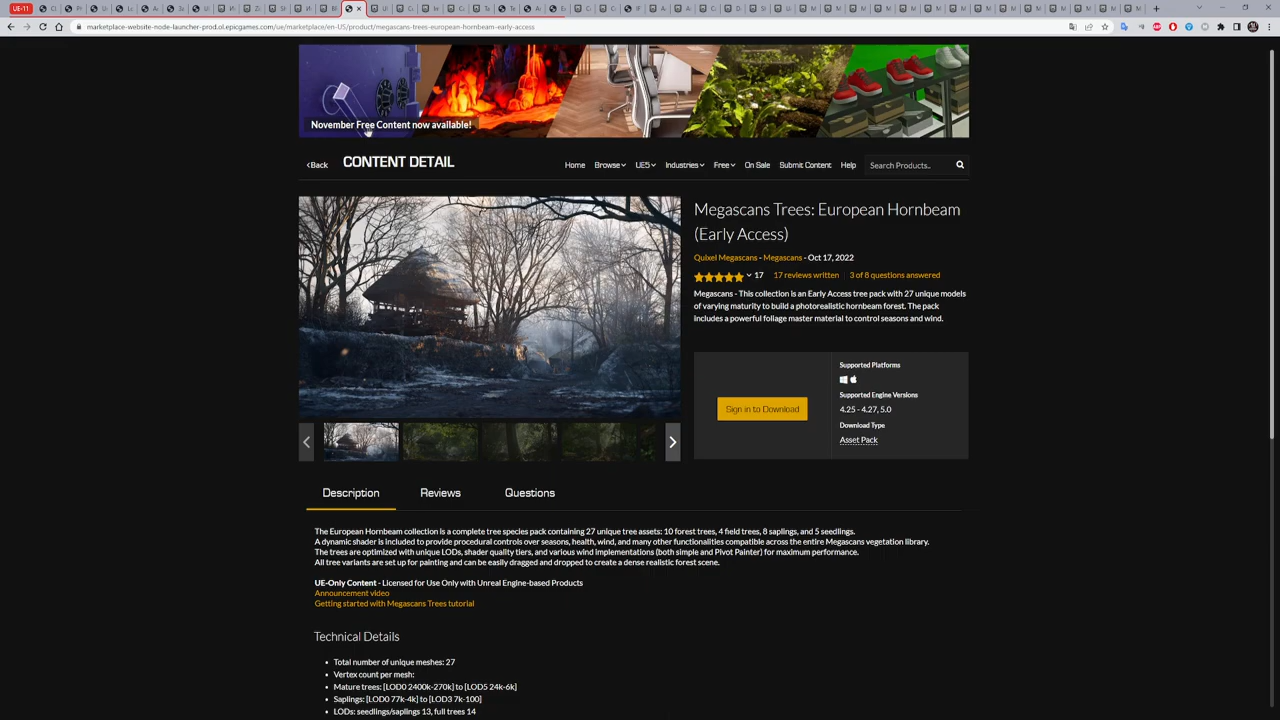 UE-11
marketplace-website-node-launcher-prod.ol.epicgames.com/ue/marketplace/en-US/product/megascans-trees-european-hornbeam-early-access
November Free Content now available!
Back
CONTENT DETAIL
Home
Browse
UE5
Industries
Free
On Sale
Submit Content
Help
Search Products..
Megascans Trees: European Hornbeam
(Early Access)
Quixel Megascans - Megascans - Oct 17, 2022
17
17 reviews written
3 of 8 questions answered
Megascans - This collection is an Early Access tree pack with 27 unique models
of varying maturity to build a photorealistic hornbeam forest. The pack
includes a powerful foliage master material to control seasons and wind.
Sign in to Download
Supported Platforms
Supported Engine Versions
4.25 - 4.27, 5.0
Download Type
Asset Pack
Description
Reviews
Questions
The European Hornbeam collection is a complete tree species pack containing 27 unique tree assets: 10 forest trees, 4 field trees, 8 saplings, and 5 seedlings.
A dynamic shader is included to provide procedural controls over seasons, health, wind, and many other functionalities compatible across the entire Megascans vegetation library.
The trees are optimized with unique LODs, shader quality tiers, and various wind implementations (both simple and Pivot Painter) for maximum performance.
All tree variants are set up for painting and can be easily dragged and dropped to create a dense realistic forest scene.
UE-Only Content - Licensed for Use Only with Unreal Engine-based Products
Announcement video
Getting started with Megascans Trees tutorial
Technical Details
Total number of unique meshes: 27
Vertex count per mesh:
Mature trees: [LOD0 2400k-270k] to [LOD5 24k-6k]
Saplings: [LOD0 77k-4k] to [LOD3 7k-100]
LODs: seedlings/saplings 13, full trees 14